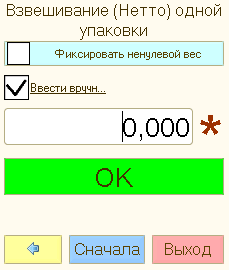 Взвешивание (Нетто) одной
упаковки
Фиксировать ненулевой вес
Ввести вручн...
0,000 *
OK
Сначала Выход